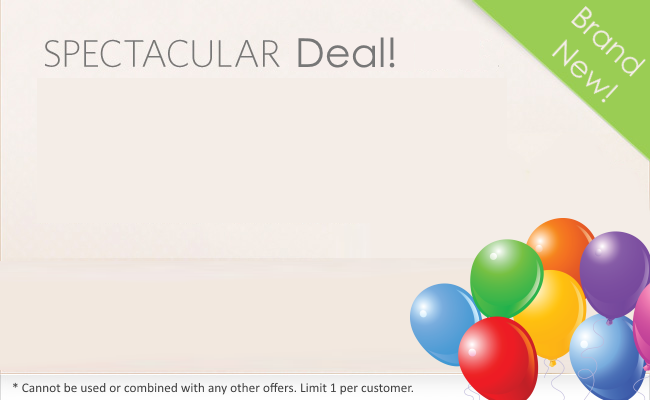 SPECTACULAR Deal!
Brand
New!
* Cannot be used or combined with any other offers. Limit 1 per customer.